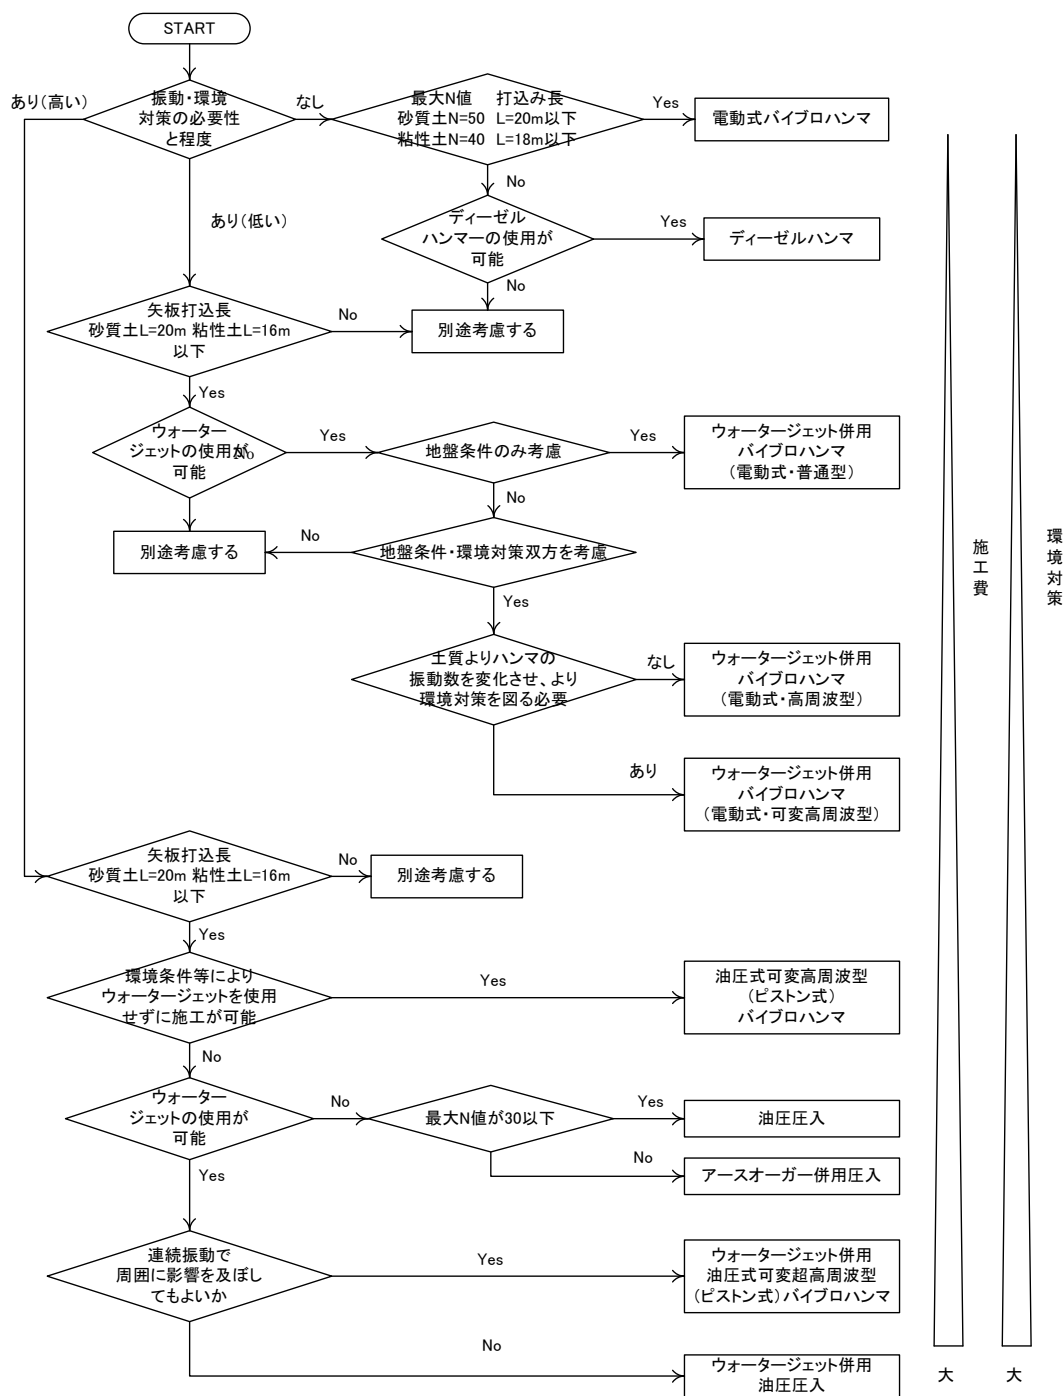 START
あり(高い)
振動・環境
対策の必要性
と程度
なし
最大N値 打込み長
砂質土N=50 L=20m以下
粘性土N=40 L=18m以下
Yes
電動式バイブロハンマ
No
あり(低い)
ディーゼル
ハンマーの使用が
可能
Yes
ディーゼルハンマ
No
矢板打込長
砂質土L=20m 粘性土L=16m
以下
No
別途考慮する
Yes
ウォーター
ジェットの使用が
可能
No
Yes
地盤条件のみ考慮
Yes
ウォータージェット併用
バイブロハンマ
(電動式・普通型)
No
別途考慮する
No
地盤条件・環境対策双方を考慮
Yes
土質よりハンマの
振動数を変化させ、より
環境対策を図る必要
なし
ウォータージェット併用
バイブロハンマ
(電動式・高周波型)
あり
ウォータージェット併用
バイブロハンマ
(電動式・可変高周波型)
施工費
環境対策
矢板打込長
砂質土L=20m 粘性土L=16m
以下
No
別途考慮する
Yes
環境条件等により
ウォータージェットを使用
せずに施工が可能
Yes
油圧式可変高周波型
(ピストン式)
バイブロハンマ
No
ウォーター
ジェットの使用が
可能
No
最大N値が30以下
Yes
油圧圧入
No
アースオーガー併用圧入
Yes
連続振動で
周囲に影響を及ぼし
てもよいか
Yes
ウォータージェット併用
油圧式可変超高周波型
(ピストン式)バイブロハンマ
No
ウォータージェット併用
油圧圧入
大
大